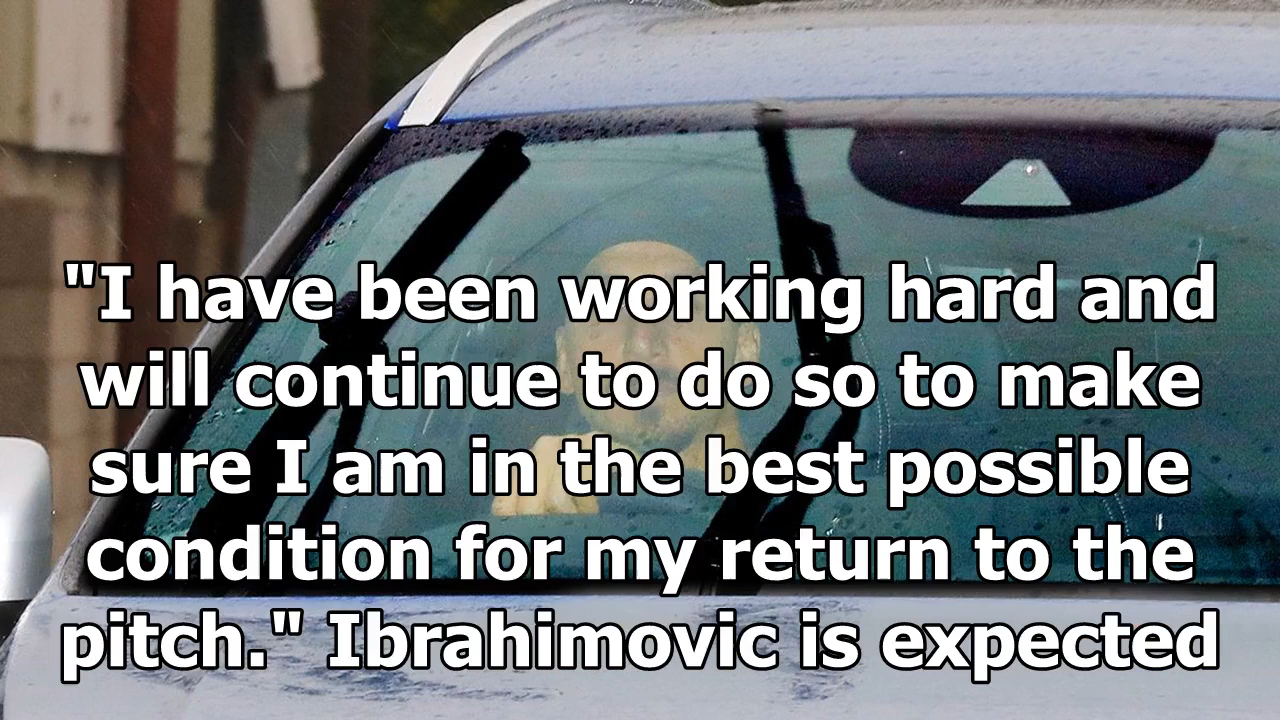 "I have been working hard and
will continue to do so to make
sure I am in the best possible
condition for my return to the
pitch." Ibrahimovic is expected